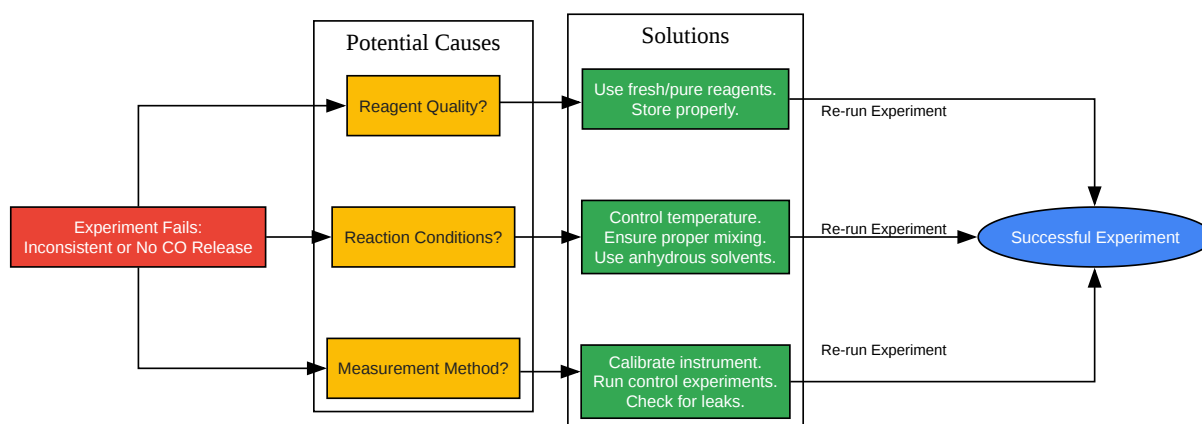 Potential Causes
Solutions
Reagent Quality?
Use fresh/pure reagents.
Store properly.
Re-run Experiment
Experiment Fails:
Inconsistent or No CO Release
Reaction Conditions?
Control temperature.
Ensure proper mixing.
Use anhydrous solvents.
Re-run Experiment
Successful Experiment
Measurement Method?
Calibrate instrument.
Run control experiments.
Check for leaks.
Re-run Experiment